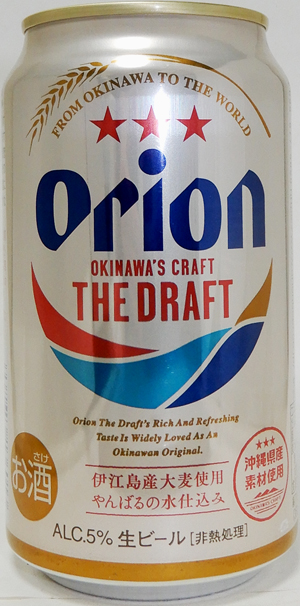 FROM OKINAWA TO THE WORLD
Orion
OKINAWA'S CRAFT
THE DRAFT
Orion The Draft's Rich And Refreshing
Taste Is Widely Loved As An
Okinawan Original.
さけ
お酒
伊江島産大麦使用
やんばるの水仕込み
沖縄県産
素材使用
ALC.5% 生ビール [非熱処理]